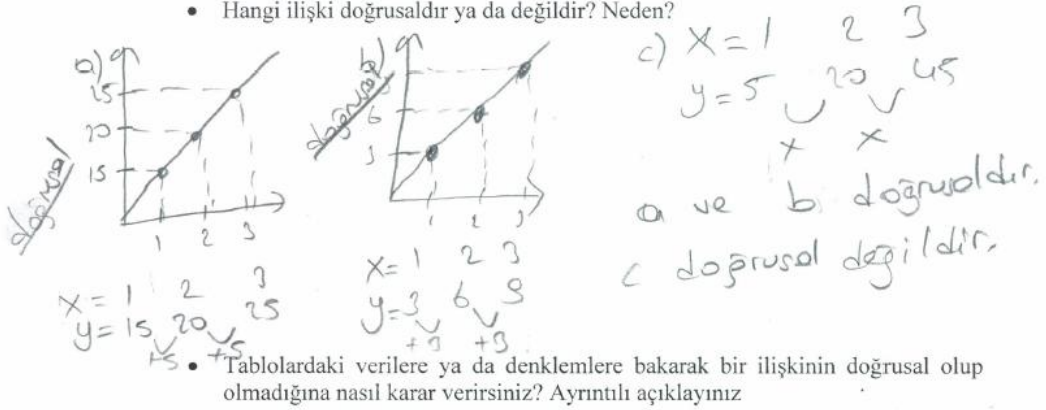 • Hangi ilişki doğrusaldır ya da değildir? Neden?
a)
25
20
15
1 2 3
doğrusal
x = 1 2 3
y = 15 20 25
+5 +5
b)
6
3
1 2 3
doğrusal
x = 1 2 3
y = 3 6 9
+3 +3
c) x = 1 2 3
y = 5 20 45
x x
a ve b doğrusaldır.
c doğrusal değildir.
• Tablolardaki verilere ya da denklemlere bakarak bir ilişkinin doğrusal olup
olmadığına nasıl karar verirsiniz? Ayrıntılı açıklayınız